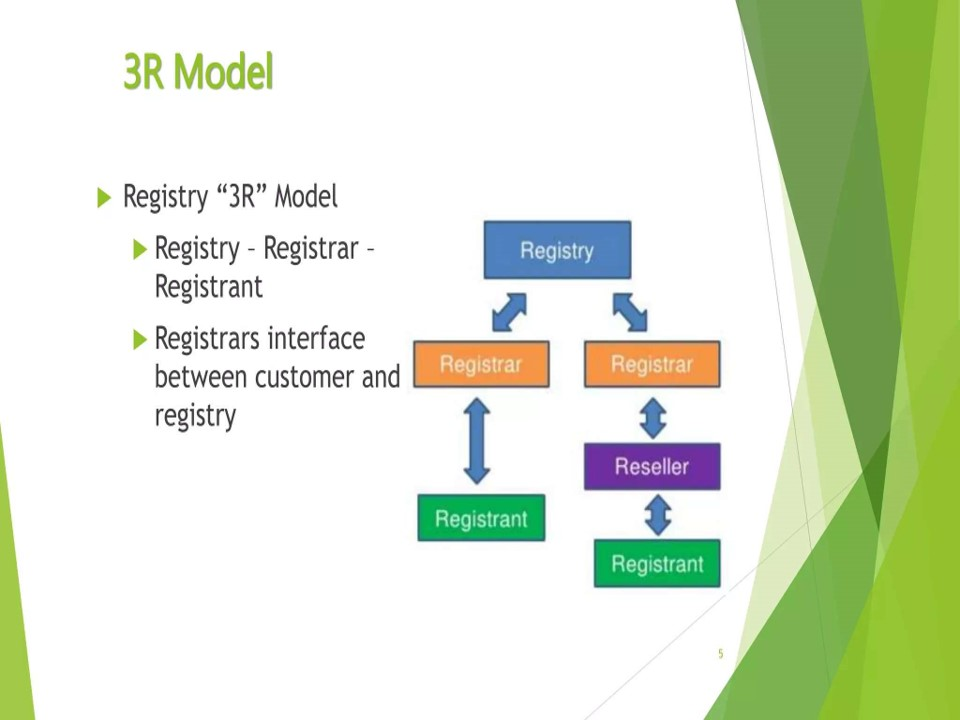 3R Model
Registry “3R” Model
Registry – Registrar –
Registrant
Registrars interface
between customer and
registry
Registry
Registrar
Registrar
Reseller
Registrant
Registrant
5